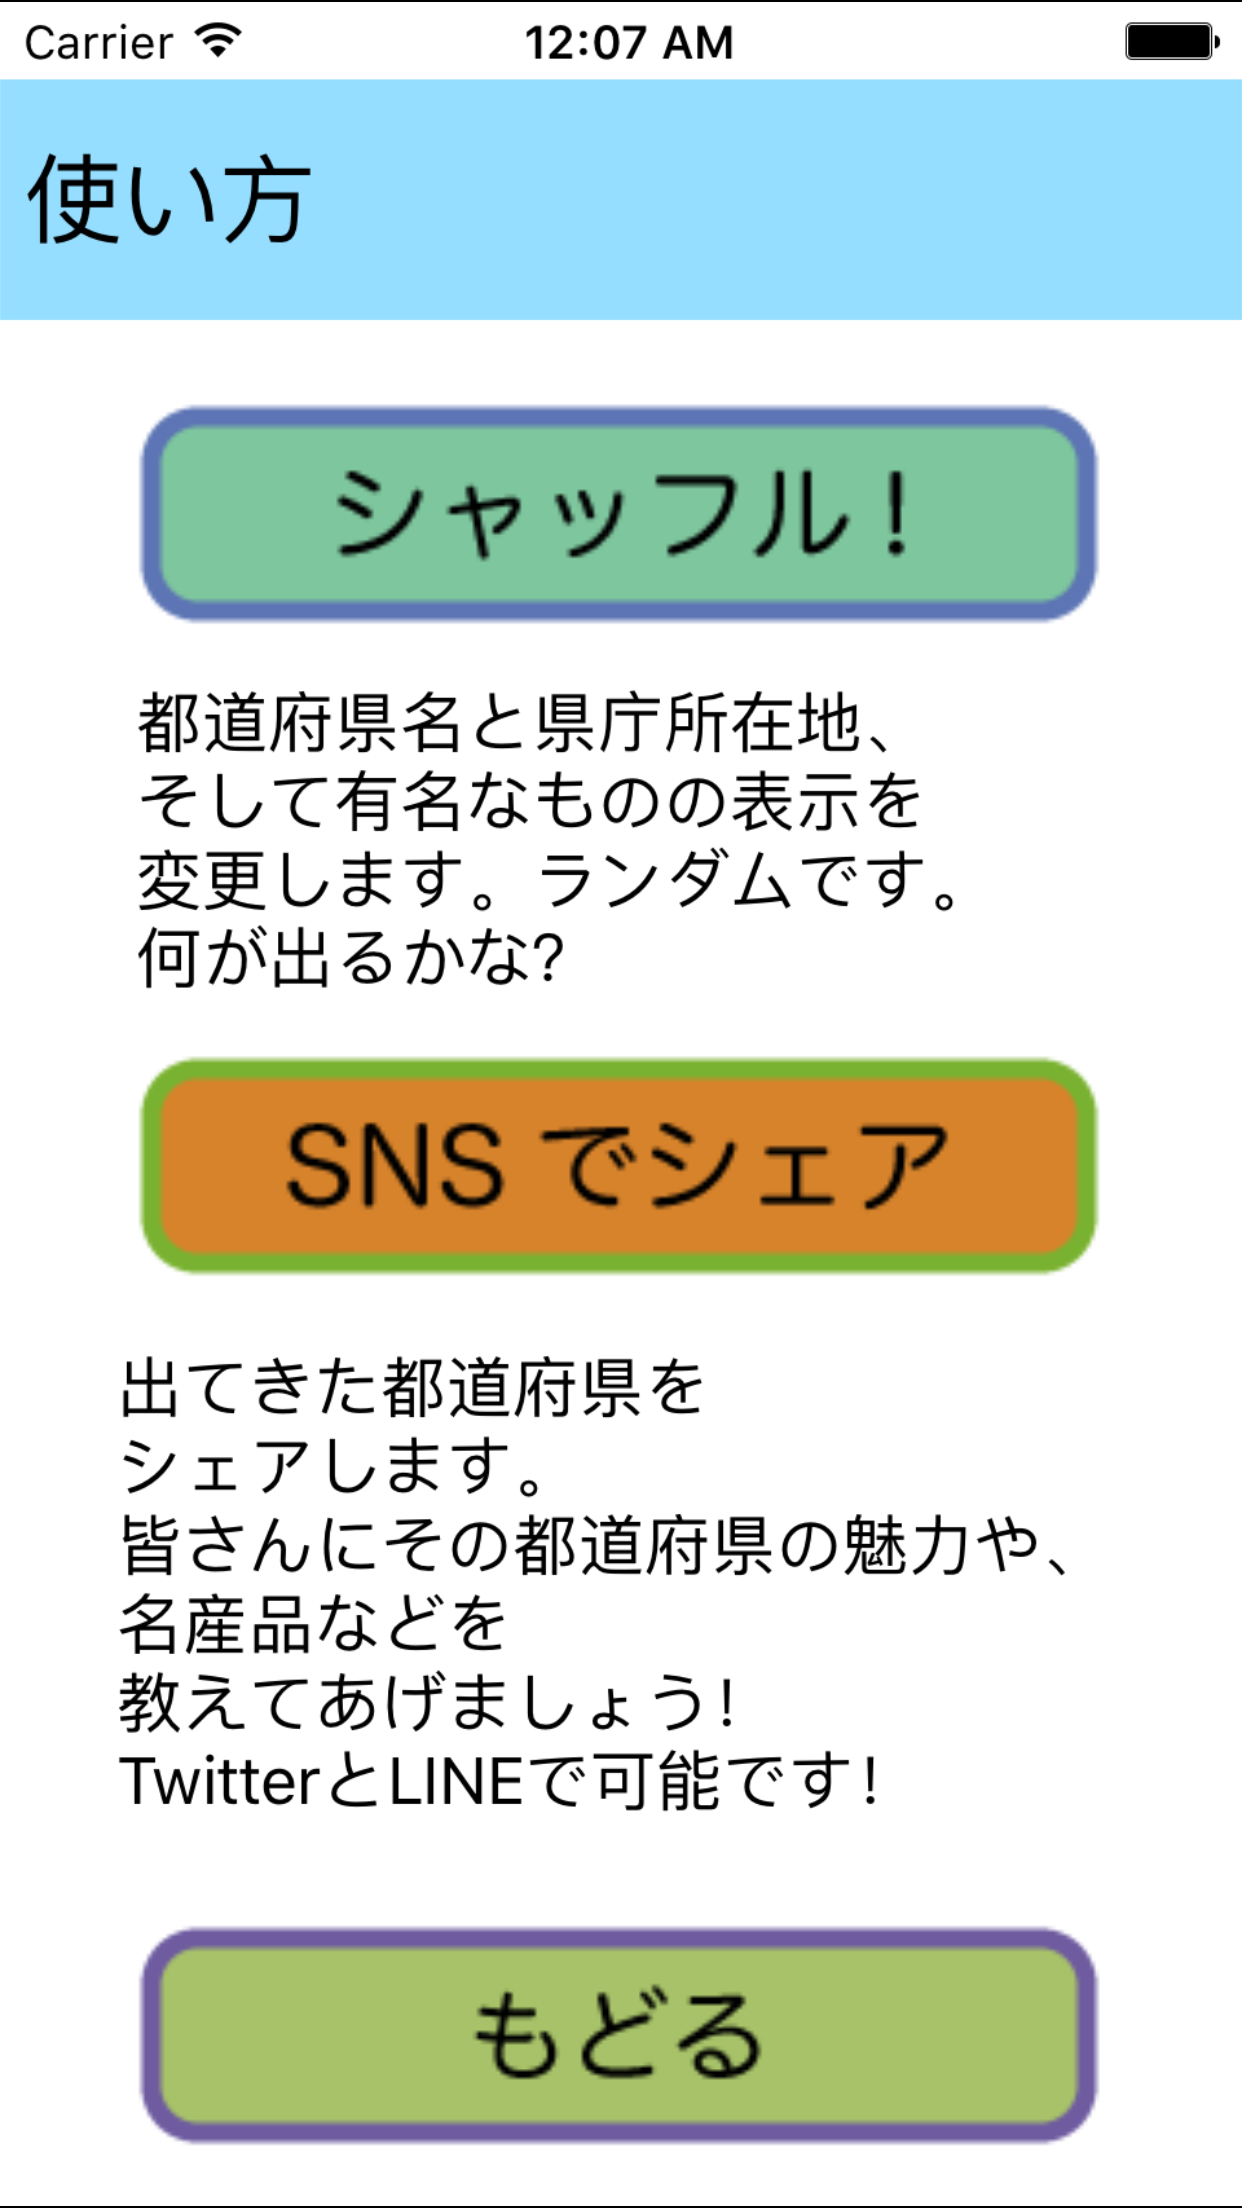 Carrier 12:07 AM
使い方
シャッフル！
都道府県名と県庁所在地、
そして有名なものの表示を
変更します。ランダムです。
何が出るかな?
SNS でシェア
出てきた都道府県を
シェアします。
皆さんにその都道府県の魅力や、
名産品などを
教えてあげましょう！
TwitterとLINEで可能です！
もどる